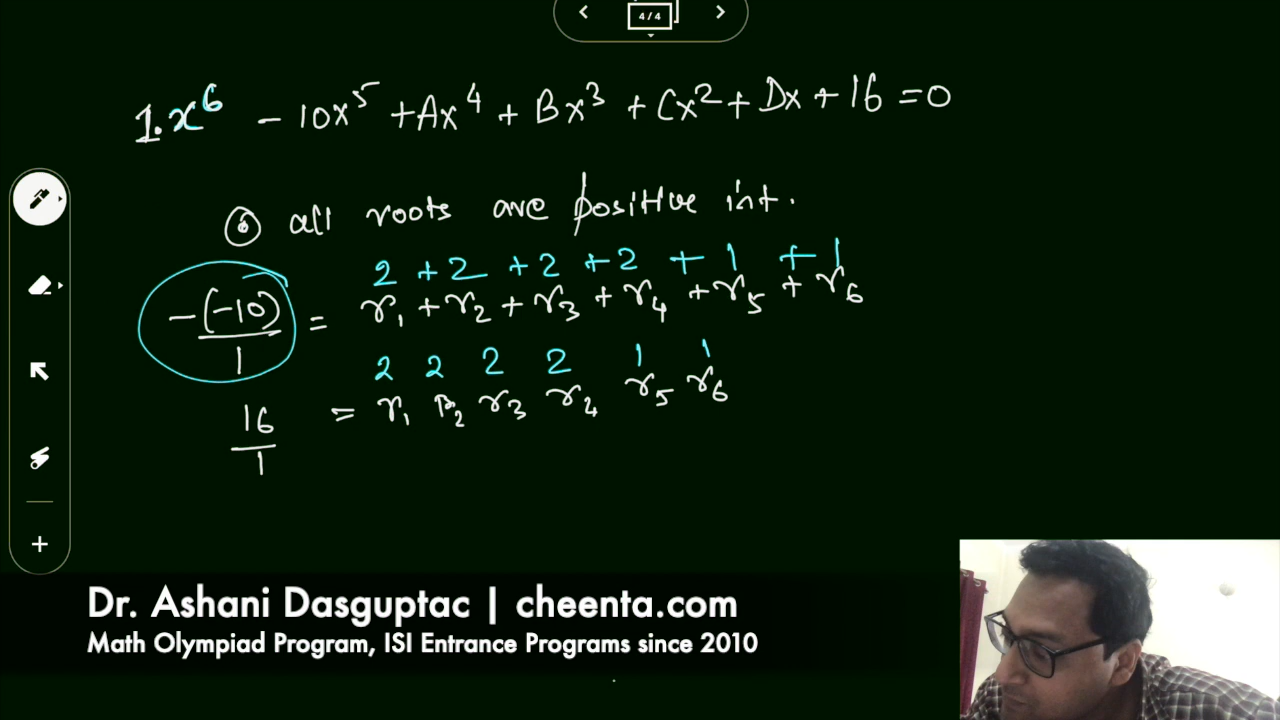 4/4
1. x⁶ - 10x⁵ + Ax⁴ + Bx³ + Cx² + Dx + 16 = 0
⑥ all roots are positive int.
2 + 2 + 2 + 2 + 1 + 1
-(-10)/1 = r₁ + r₂ + r₃ + r₄ + r₅ + r₆
2 2 2 2 1 1
16/1 = r₁ r₂ r₃ r₄ r₅ r₆
Dr. Ashani Dasguptac | cheenta.com
Math Olympiad Program, ISI Entrance Programs since 2010